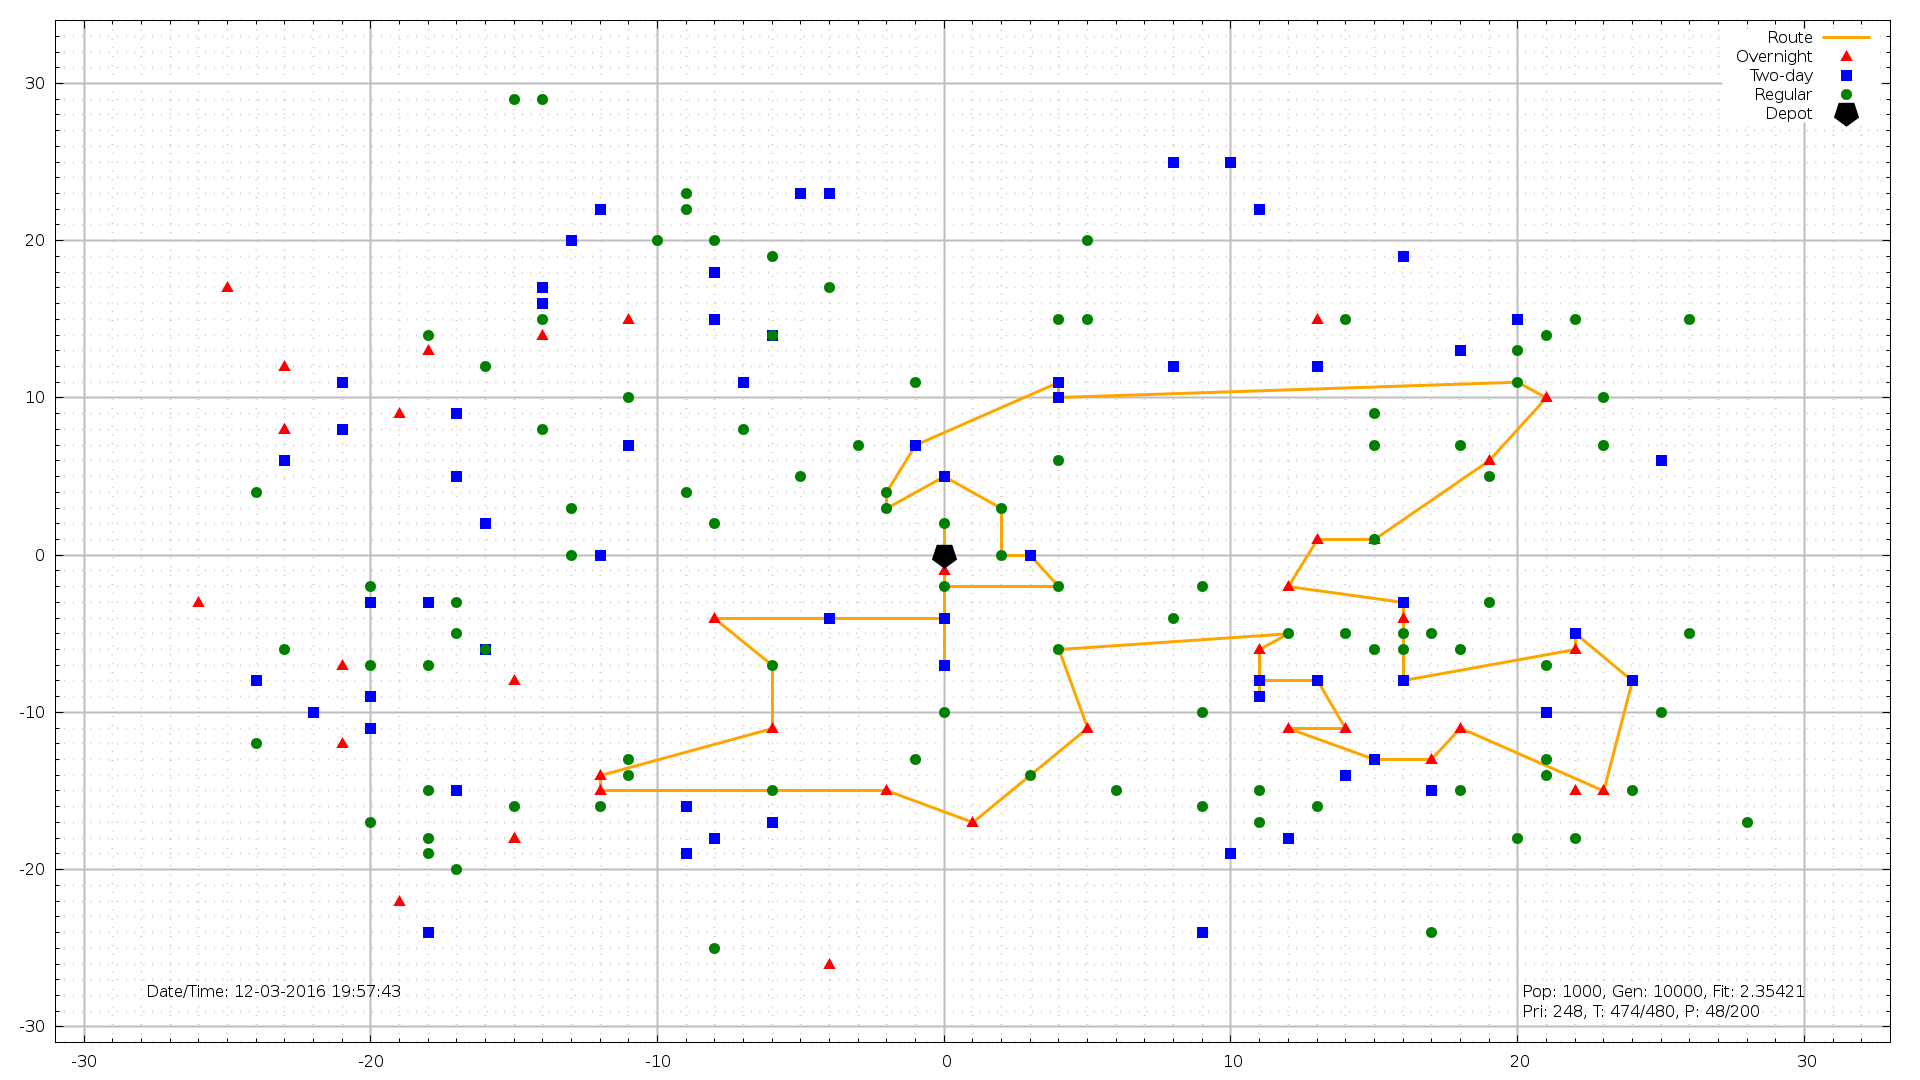 Route
Overnight
Two-day
Regular
Depot
30
20
10
0
-10
-20
-30
Date/Time: 12-03-2016 19:57:43
Pop: 1000, Gen: 10000, Fit: 2.35421
Pri: 248, T: 474/480, P: 48/200
-30 -20 -10 0 10 20 30